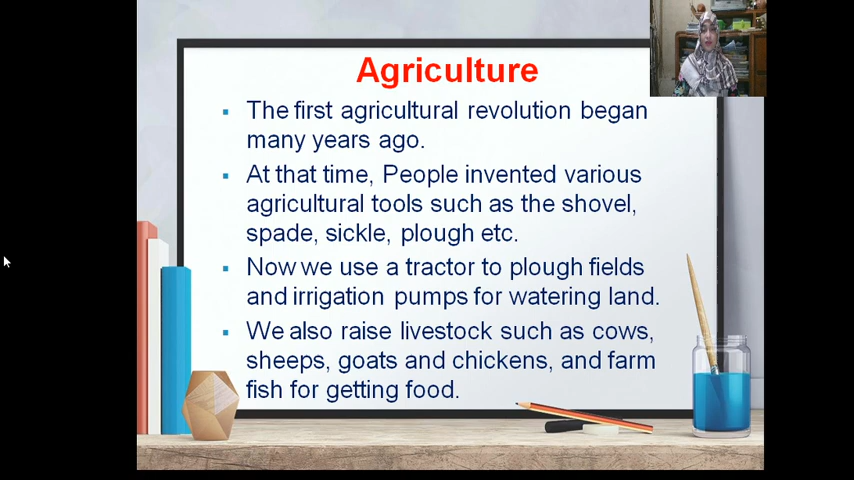 Agriculture
▪ The first agricultural revolution began
many years ago.
▪ At that time, People invented various
agricultural tools such as the shovel,
spade, sickle, plough etc.
▪ Now we use a tractor to plough fields
and irrigation pumps for watering land.
▪ We also raise livestock such as cows,
sheeps, goats and chickens, and farm
fish for getting food.